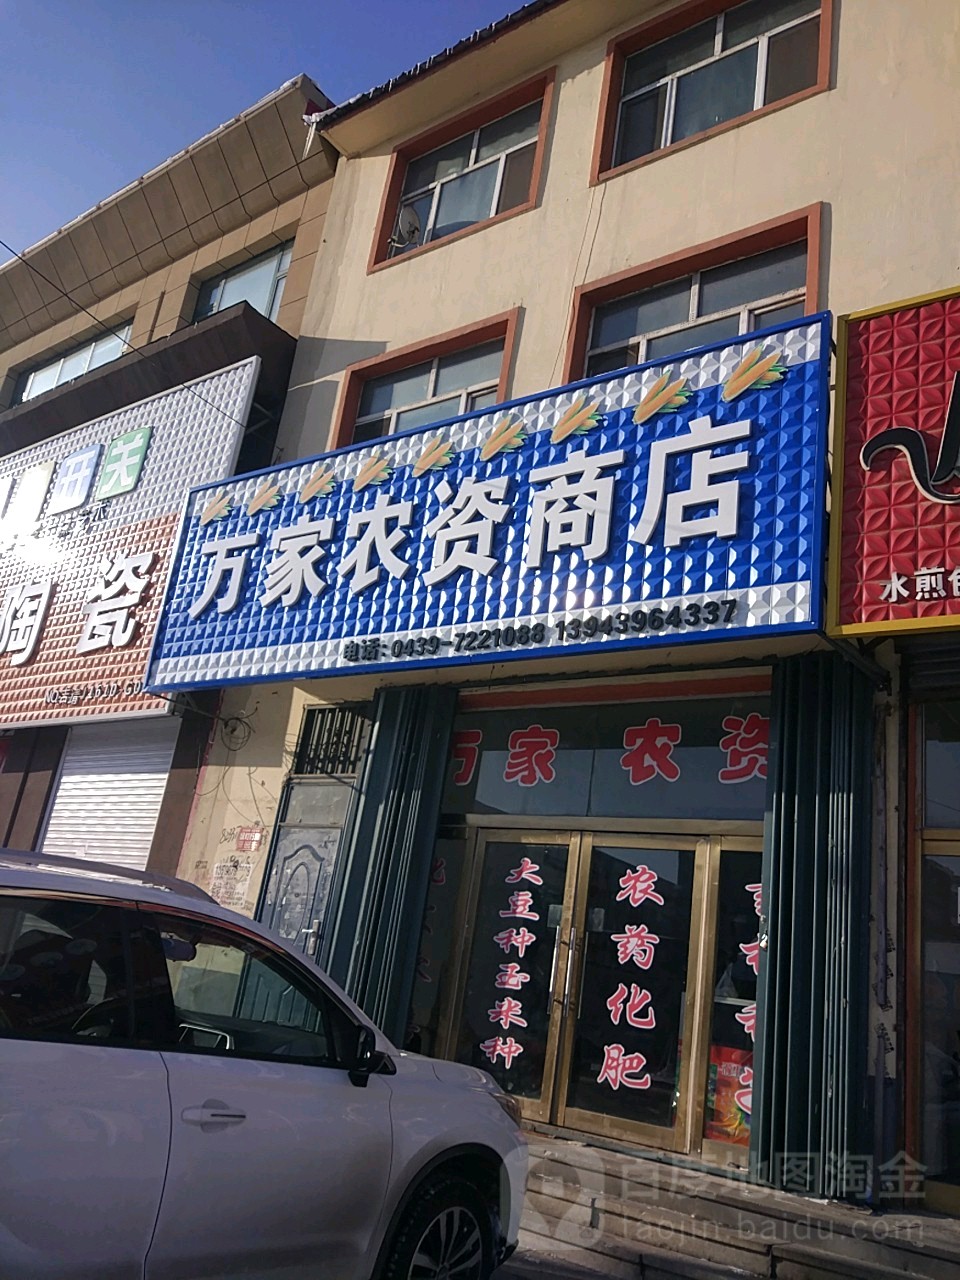 开关
陶瓷
万家农资商店
电话: 0439-7221088 13943964337
水煎
万家 农资
大豆种玉米种
农药化肥
百度地图淘金
taojin.baidu.com